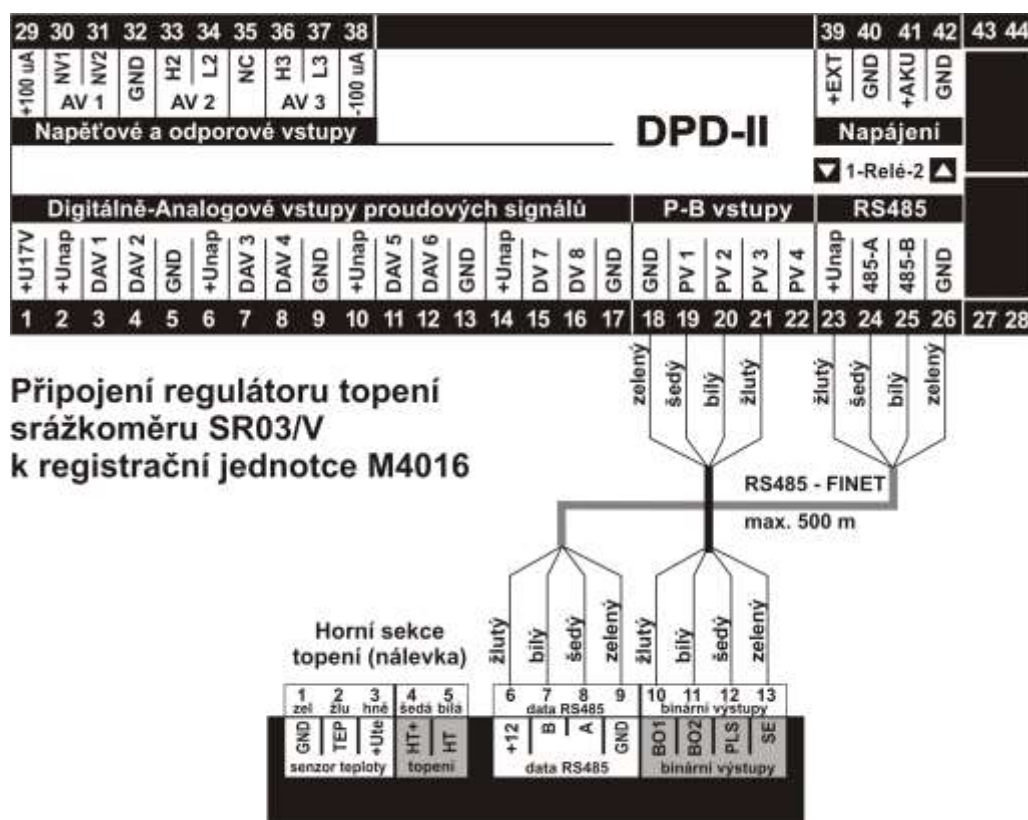 29 30 31 32 33 34 35 36 37 38 39 40 41 42 43 44
+100 uA NV1 NV2 GND H2 L2 NC H3 L3 -100 uA +EXT GND +AKU GND
AV 1 AV 2 AV 3
Napěťové a odporové vstupy DPD-II Napájení
1-Relé-2
Digitálně-Analogové vstupy proudových signálů P-B vstupy RS485
+U17V +Unap DAV 1 DAV 2 GND +Unap DAV 3 DAV 4 GND +Unap DAV 5 DAV 6 GND +Unap DV 7 DV 8 GND GND PV 1 PV 2 PV 3 PV 4 +Unap 485-A 485-B GND
1 2 3 4 5 6 7 8 9 10 11 12 13 14 15 16 17 18 19 20 21 22 23 24 25 26 27 28
zelený šedý bílý žlutý žlutý šedý bílý zelený
Připojení regulátoru topení
srážkoměru SR03/V
k registrační jednotce M4016
RS485 - FINET
max. 500 m
Horní sekce
topení (nálevka)
žlutý bílý šedý zelený žlutý bílý šedý zelený
1 2 3 4 5 6 7 8 9 10 11 12 13
zel žlu hně šedá bílá data RS485 binární výstupy
GND TEP +Ute HT+ HT +12 B A GND BO1 BO2 PLS SE
senzor teploty topení data RS485 binární výstupy